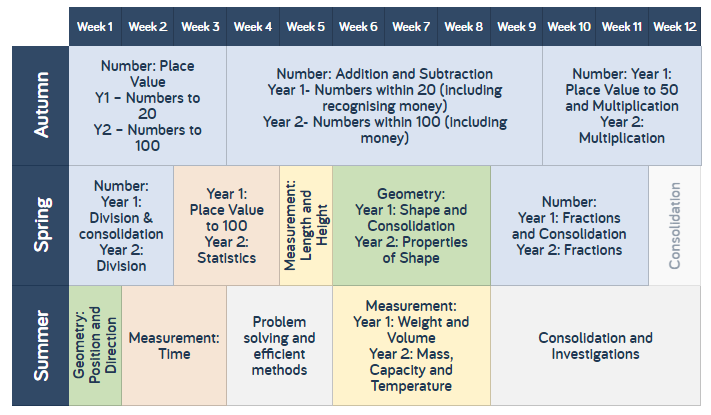 Week 1
Week 2
Week 3
Week 4
Week 5
Week 6
Week 7
Week 8
Week 9
Week 10
Week 11
Week 12
Autumn
Number: Place
Value
Y1 – Numbers to
20
Y2 – Numbers to
100
Number: Addition and Subtraction
Year 1- Numbers within 20 (including
recognising money)
Year 2- Numbers within 100 (including
money)
Number: Year 1:
Place Value to 50
and Multiplication
Year 2:
Multiplication
Spring
Number:
Year 1:
Division &
consolidation
Year 2:
Division
Year 1:
Place Value
to 100
Year 2:
Statistics
Measurement:
Length and
Height
Geometry:
Year 1: Shape and
Consolidation
Year 2: Properties
of Shape
Number:
Year 1: Fractions
and Consolidation
Year 2: Fractions
Consolidation
Summer
Geometry:
Position and
Direction
Measurement:
Time
Problem
solving and
efficient
methods
Measurement:
Year 1: Weight and
Volume
Year 2: Mass,
Capacity and
Temperature
Consolidation and
Investigations